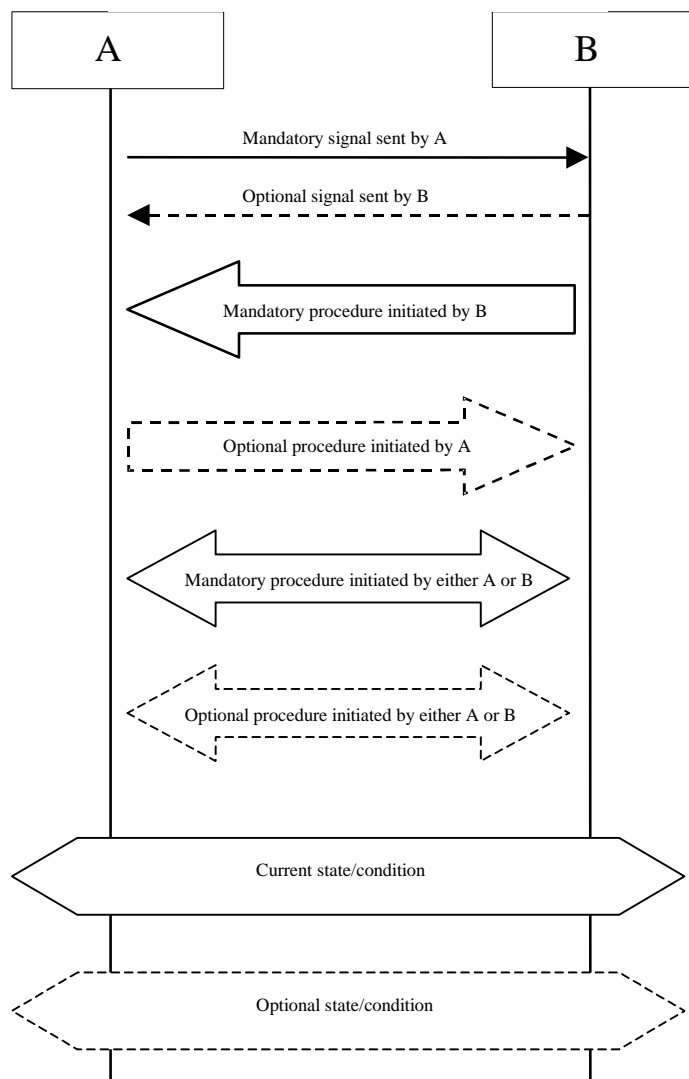 A
B
Mandatory signal sent by A
Optional signal sent by B
Mandatory procedure initiated by B
Optional procedure initiated by A
Mandatory procedure initiated by either A or B
Optional procedure initiated by either A or B
Current state/condition
Optional state/condition